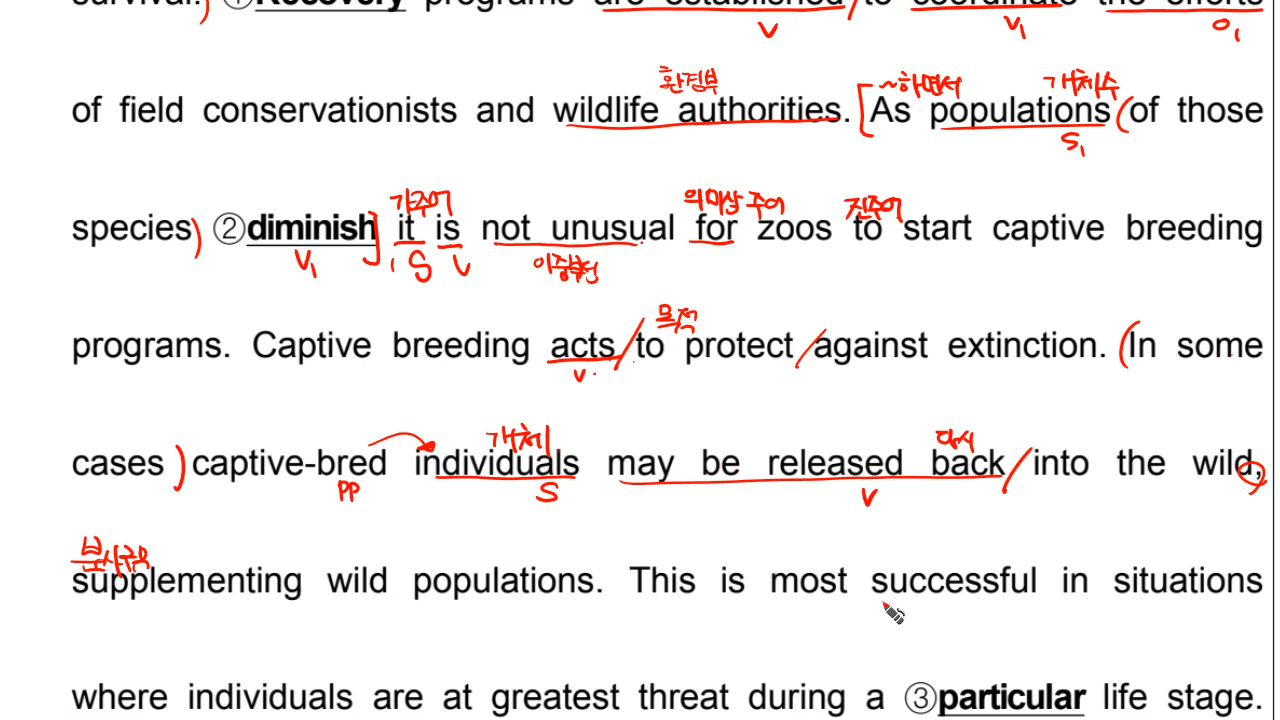 survival. ①Recovery programs are established to coordinate the efforts
V V₁ O₁
환경부 ~하면서 개체수
of field conservationists and wildlife authorities. As populations of those
S₁
가주어 의미상 주어 진주어
species ②diminish it is not unusual for zoos to start captive breeding
V₁ S V 이중부정
목적
programs. Captive breeding acts to protect against extinction. In some
V
개체 다시
cases captive-bred individuals may be released back into the wild,
PP S V
분사구문
supplementing wild populations. This is most successful in situations
where individuals are at greatest threat during a ③particular life stage.